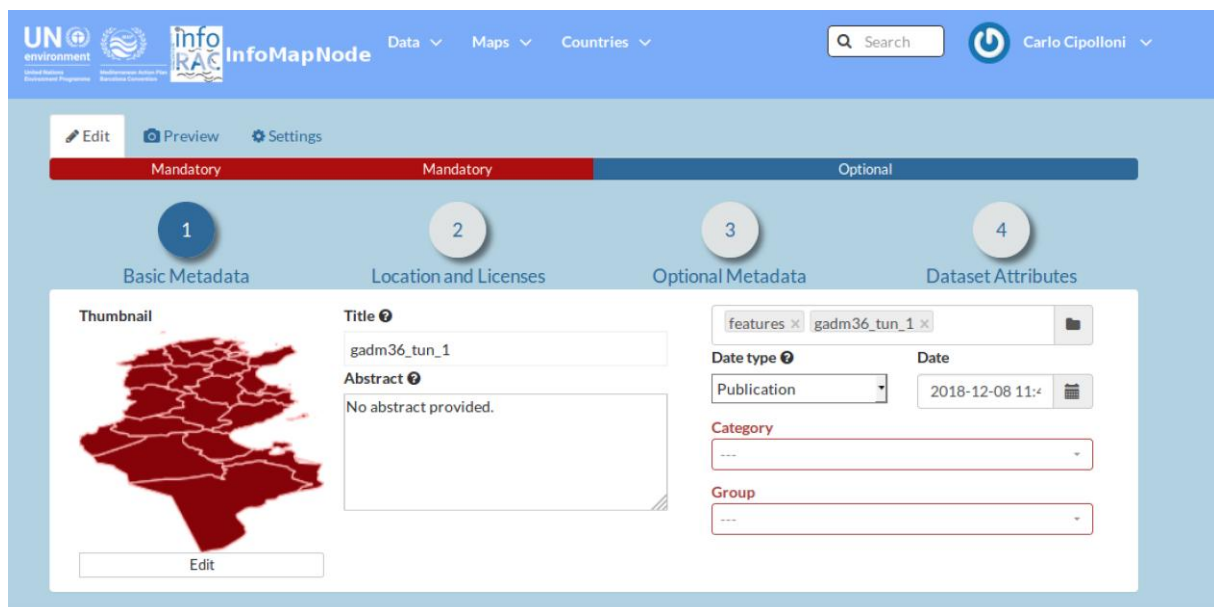 UN
environment
United Nations
Environment Programme
Mediterranean Action Plan
Barcelona Convention
info
RAC
InfoMapNode
Data
Maps
Countries
Search
Carlo Cipolloni
Edit
Preview
Settings
Mandatory
Mandatory
Optional
1
2
3
4
Basic Metadata
Location and Licenses
Optional Metadata
Dataset Attributes
Thumbnail
Edit
Title
gadm36_tun_1
Abstract
No abstract provided.
features × gadm36_tun_1 ×
Date type
Date
Publication
2018-12-08 11:4
Category
---
Group
---